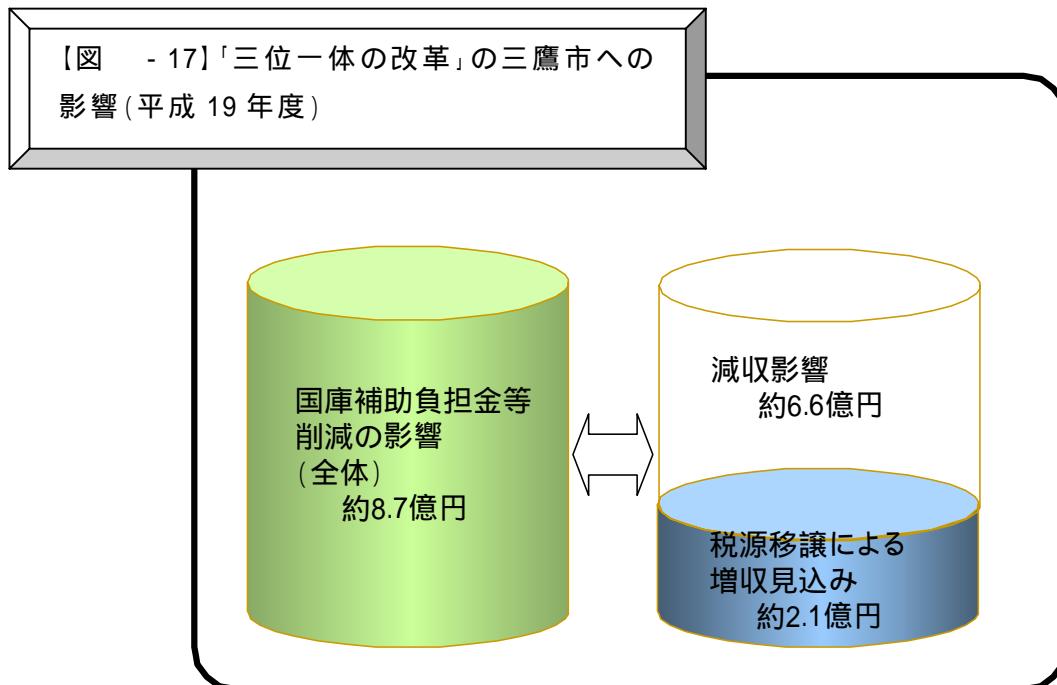 【図　-17】「三位一体の改革」の三鷹市への
影響(平成 19 年度)
国庫補助負担金等
削減の影響
(全体)
約8.7億円
減収影響
約6.6億円
税源移譲による
増収見込み
約2.1億円